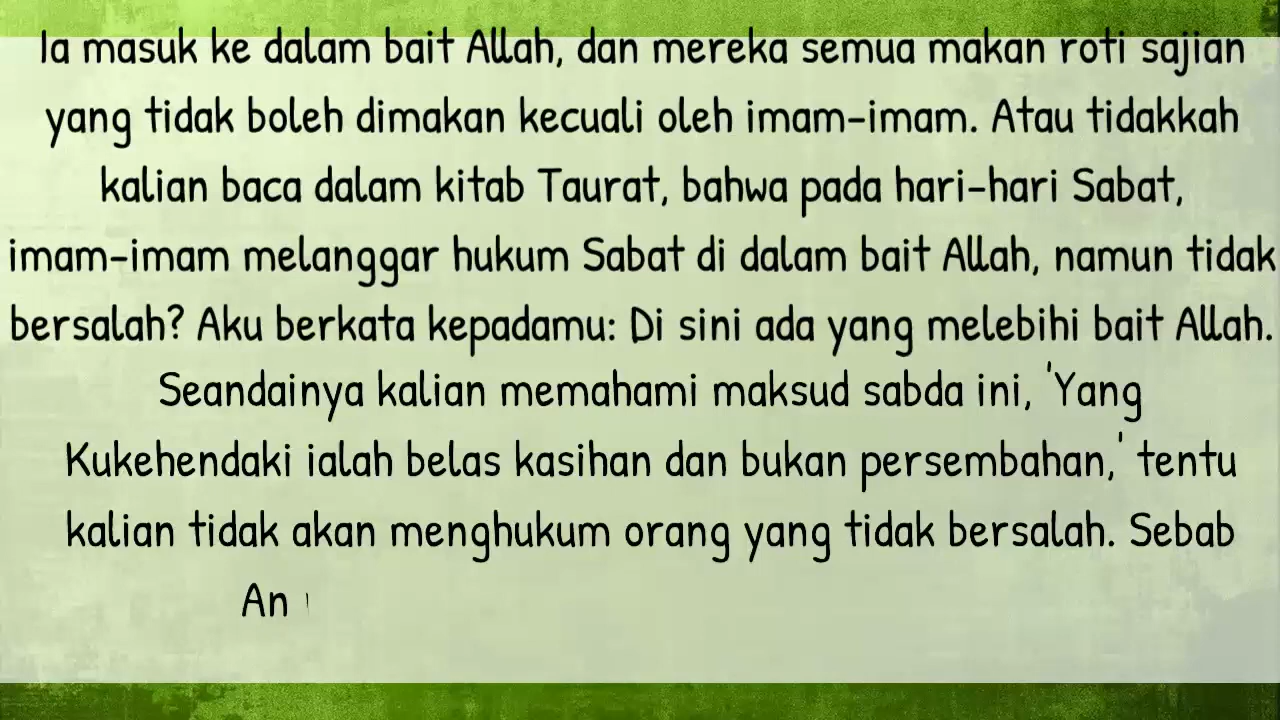 Ia masuk ke dalam bait Allah, dan mereka semua makan roti sajian
yang tidak boleh dimakan kecuali oleh imam-imam. Atau tidakkah
kalian baca dalam kitab Taurat, bahwa pada hari-hari Sabat,
imam-imam melanggar hukum Sabat di dalam bait Allah, namun tidak
bersalah? Aku berkata kepadamu: Di sini ada yang melebihi bait Allah.
Seandainya kalian memahami maksud sabda ini, 'Yang
Kukehendaki ialah belas kasihan dan bukan persembahan,' tentu
kalian tidak akan menghukum orang yang tidak bersalah. Sebab
An